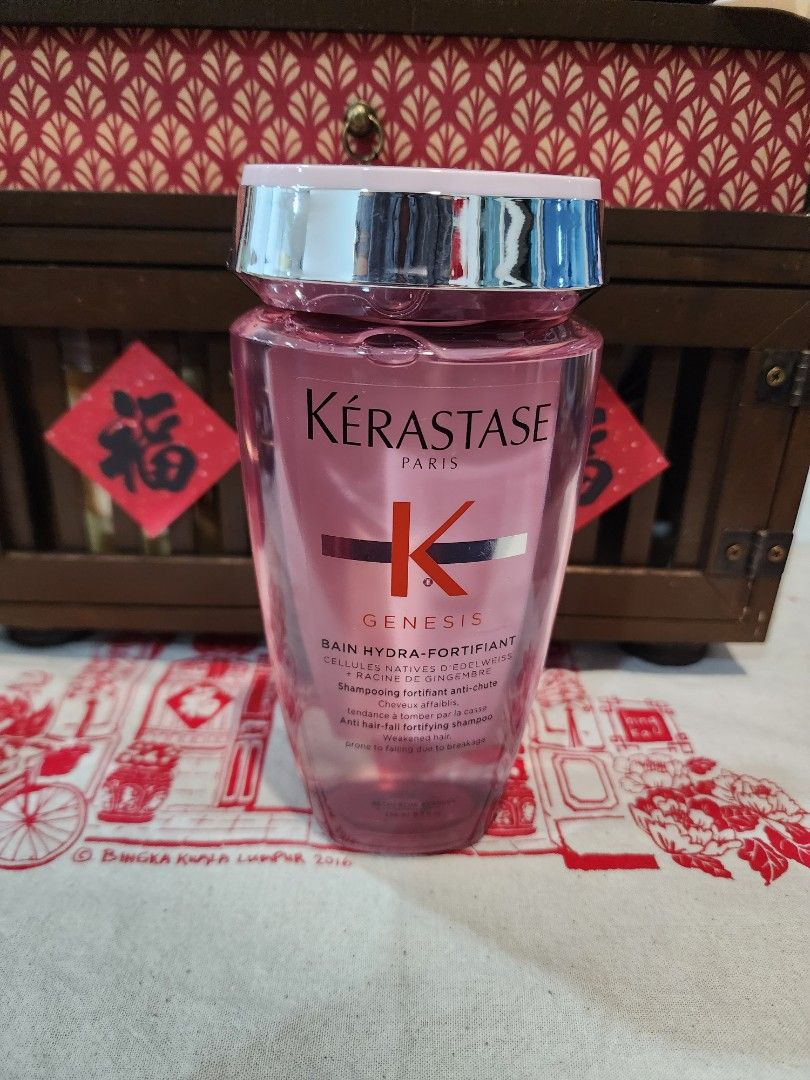 KÉRASTASE
PARIS
K
GENESIS
BAIN HYDRA-FORTIFIANT
CELLULES NATIVES D'EDELWEISS
+ RACINE DE GINGEMBRE
Shampooing fortifiant anti-chute
Cheveux affaiblis,
tendance à tomber par la casse
Anti hair-fall fortifying shampoo
Weakened hair,
prone to falling due to breakage
福
福
© BINGKA KUALA LUMPUR 2016